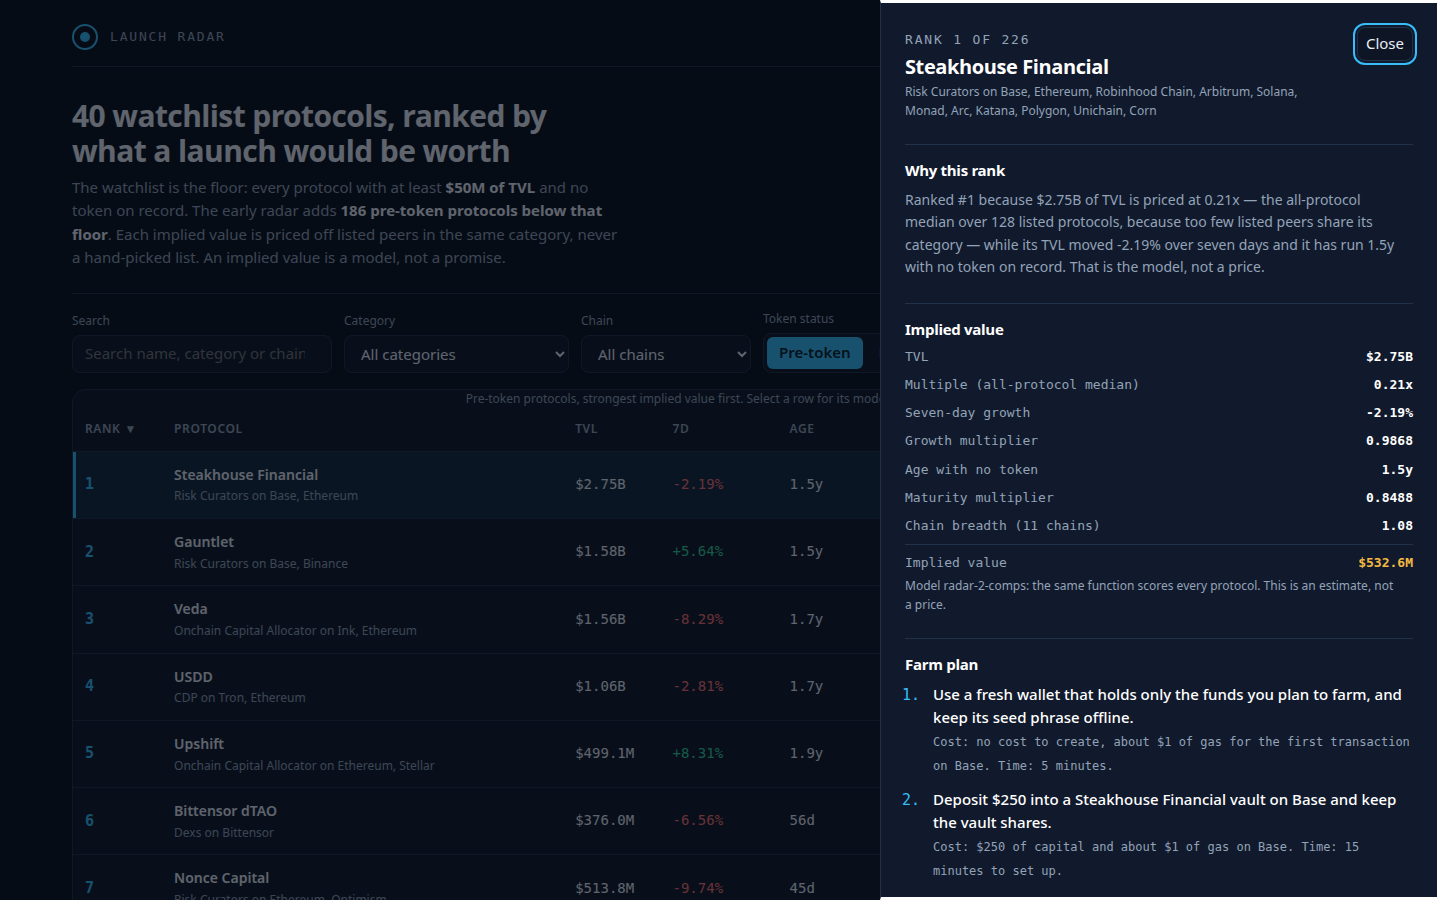 LAUNCH RADAR
40 watchlist protocols, ranked by
what a launch would be worth
The watchlist is the floor: every protocol with at least $50M of TVL and no
token on record. The early radar adds 186 pre-token protocols below that
floor. Each implied value is priced off listed peers in the same category, never
a hand-picked list. An implied value is a model, not a promise.
Search
Category
Chain
Token status
Search name, category or chain
All categories
All chains
Pre-token
Pre-token protocols, strongest implied value first. Select a row for its mode
RANK ▼ PROTOCOL TVL 7D AGE
1 Steakhouse Financial $2.75B -2.19% 1.5y
Risk Curators on Base, Ethereum
2 Gauntlet $1.58B +5.64% 1.5y
Risk Curators on Base, Binance
3 Veda $1.56B -8.29% 1.7y
Onchain Capital Allocator on Ink, Ethereum
4 USDD $1.06B -2.81% 1.7y
CDP on Tron, Ethereum
5 Upshift $499.1M +8.31% 1.9y
Onchain Capital Allocator on Ethereum, Stellar
6 Bittensor dTAO $376.0M -6.56% 56d
Dexs on Bittensor
7 Nonce Capital $513.8M -9.74% 45d
Risk Curators on Ethereum, Optimism
RANK 1 OF 226
Close
Steakhouse Financial
Risk Curators on Base, Ethereum, Robinhood Chain, Arbitrum, Solana,
Monad, Arc, Katana, Polygon, Unichain, Corn
Why this rank
Ranked #1 because $2.75B of TVL is priced at 0.21x — the all-protocol
median over 128 listed protocols, because too few listed peers share its
category — while its TVL moved -2.19% over seven days and it has run 1.5y
with no token on record. That is the model, not a price.
Implied value
TVL $2.75B
Multiple (all-protocol median) 0.21x
Seven-day growth -2.19%
Growth multiplier 0.9868
Age with no token 1.5y
Maturity multiplier 0.8488
Chain breadth (11 chains) 1.08
Implied value $532.6M
Model radar-2-comps: the same function scores every protocol. This is an estimate, not
a price.
Farm plan
1. Use a fresh wallet that holds only the funds you plan to farm, and
keep its seed phrase offline.
Cost: no cost to create, about $1 of gas for the first transaction
on Base. Time: 5 minutes.
2. Deposit $250 into a Steakhouse Financial vault on Base and keep
the vault shares.
Cost: $250 of capital and about $1 of gas on Base. Time: 15
minutes to set up.